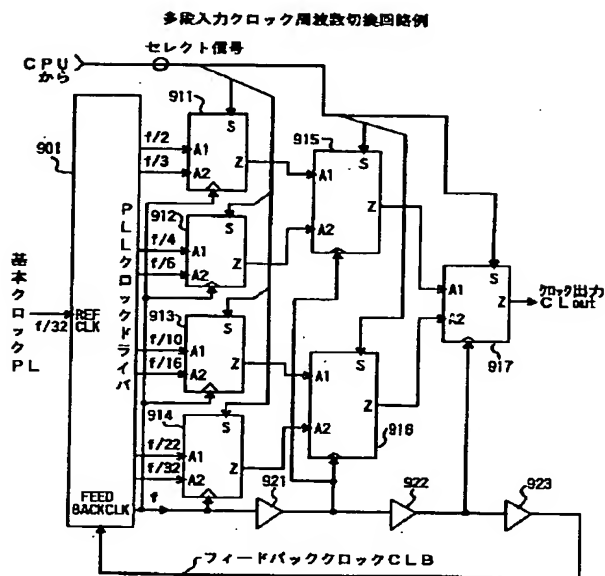 多段入力クロック周波数切換回路例
セレクト信号
CPU
から
911
S
915
901
f/2
A1
Z
S
f/3
A2
A1
Z
912
S
PLLクロックドライバ
f/4
A1
Z
A2
f/6
A2
S
基本クロックPL
913
S
A1
Z
クロック出力
CLout
f/32
REF
CLK
f/10
A1
Z
S
A2
f/16
A2
A1
917
Z
914
S
A2
f/22
A1
Z
916
f/32
A2
921
922
923
FEED
BACKCLK
f
フィードバッククロックCLB